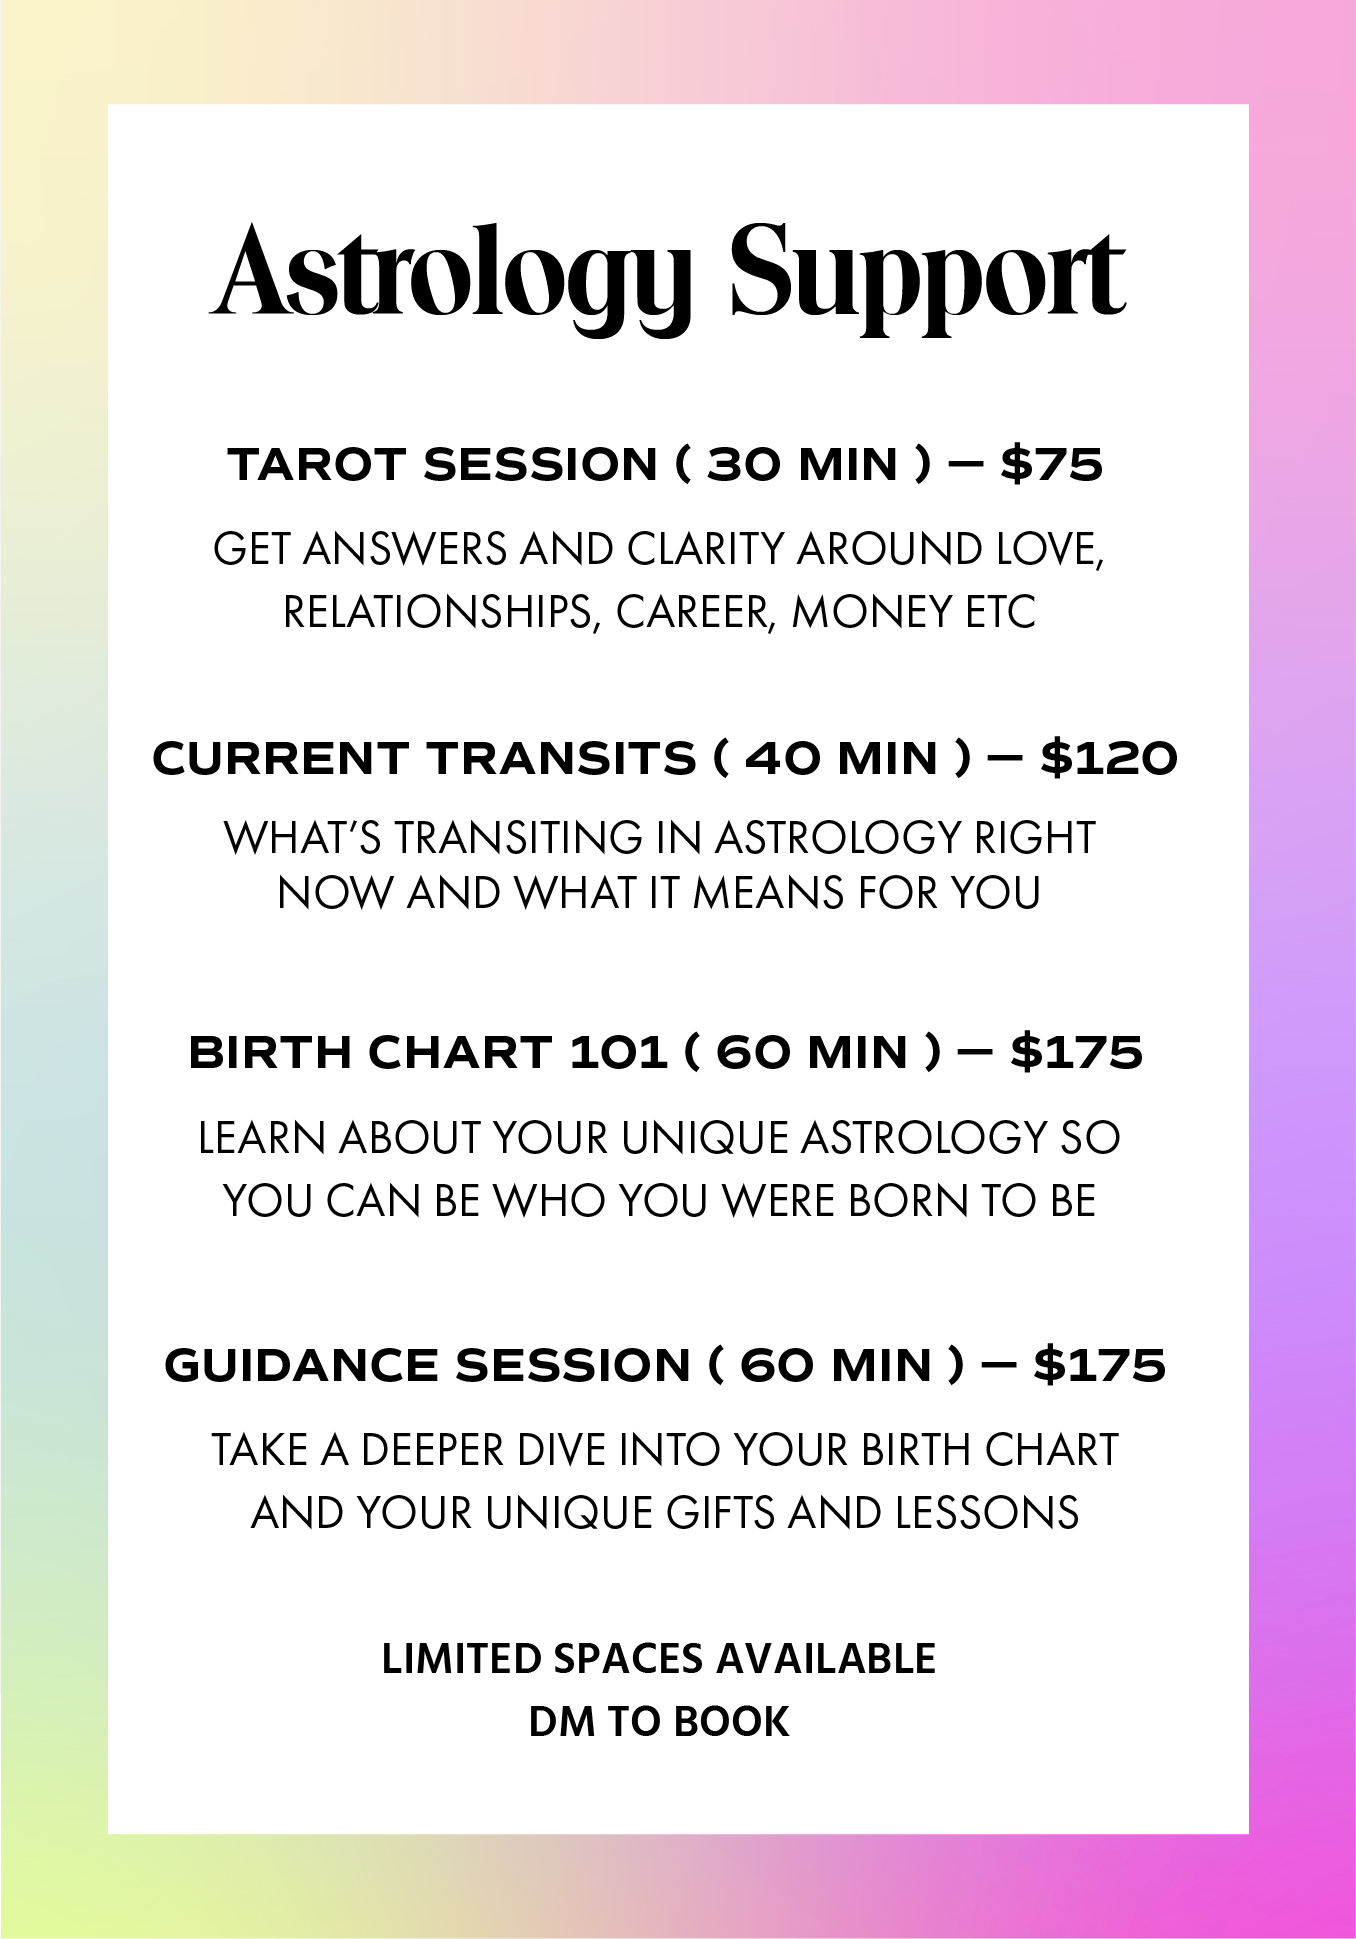 Astrology Support
TAROT SESSION ( 30 MIN ) — $75
GET ANSWERS AND CLARITY AROUND LOVE,
RELATIONSHIPS, CAREER, MONEY ETC
CURRENT TRANSITS ( 40 MIN ) — $120
WHAT’S TRANSITING IN ASTROLOGY RIGHT
NOW AND WHAT IT MEANS FOR YOU
BIRTH CHART 101 ( 60 MIN ) — $175
LEARN ABOUT YOUR UNIQUE ASTROLOGY SO
YOU CAN BE WHO YOU WERE BORN TO BE
GUIDANCE SESSION ( 60 MIN ) — $175
TAKE A DEEPER DIVE INTO YOUR BIRTH CHART
AND YOUR UNIQUE GIFTS AND LESSONS
LIMITED SPACES AVAILABLE
DM TO BOOK